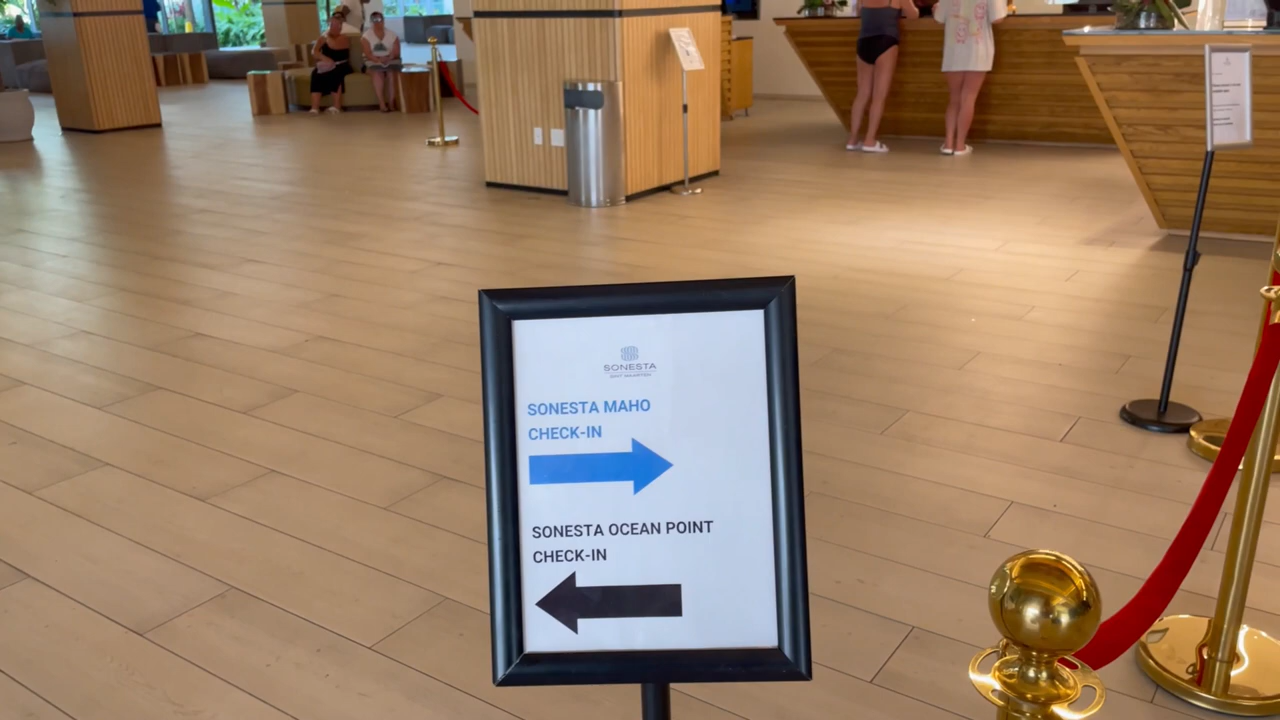 SONESTA
SINT MAARTEN
SONESTA MAHO
CHECK-IN
SONESTA OCEAN POINT
CHECK-IN